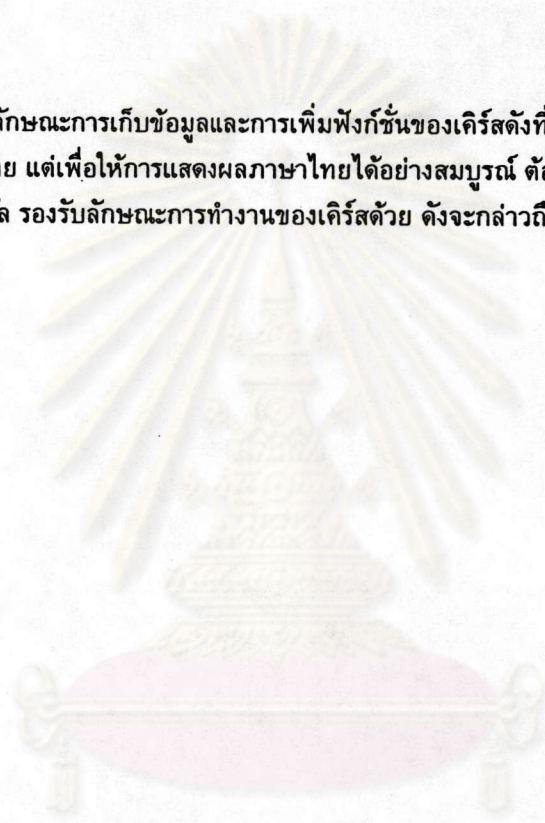 ลักษณะการเก็บข้อมูลและการเพิ่มฟังก์ชั่นของเคิร์สดังที่
แต่เพื่อให้การแสดงผลภาษาไทยได้อย่างสมบูรณ์
รองรับลักษณะการทำงานของเคิร์สด้วย ดังจะกล่าวถึ